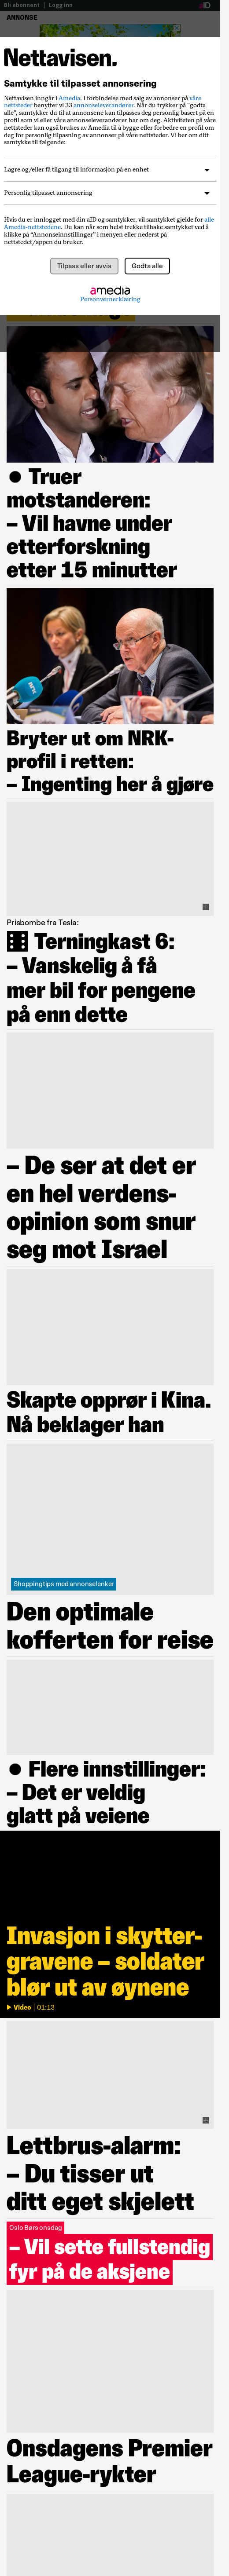 Bli abonnent | Logg inn
aID
ANNONSE
Nettavisen.
Samtykke til tilpasset annonsering
Nettavisen inngår i Amedia. I forbindelse med salg av annonser på våre
nettsteder benytter vi 33 annonseleverandører. Når du trykker på "godta
alle", samtykker du til at annonsene kan tilpasses deg personlig basert på en
profil som vi eller våre annonseleverandører har om deg. Aktiviteten på våre
nettsteder kan også brukes av Amedia til å bygge eller forbedre en profil om
deg for personlig tilpasning av annonser på våre nettsteder. Vi ber om ditt
samtykke til følgende:
Lagre og/eller få tilgang til informasjon på en enhet
Personlig tilpasset annonsering
Hvis du er innlogget med din aID og samtykker, vil samtykket gjelde for alle
Amedia-nettstedene. Du kan når som helst trekke tilbake samtykket ved å
klikke på "Annonseinnstillinger" i menyen eller nederst på
nettstedet/appen du bruker.
Tilpass eller avvis
Godta alle
amedia
Personvernerklæring
Truer
motstanderen:
– Vil havne under
etterforskning
etter 15 minutter
NRK
Bryter ut om NRK-
profil i retten:
– Ingenting her å gjøre
Prisbombe fra Tesla:
Terningkast 6:
– Vanskelig å få
mer bil for pengene
på enn dette
– De ser at det er
en hel verdens-
opinion som snur
seg mot Israel
Skapte opprør i Kina.
Nå beklager han
Shoppingtips med annonselenker
Den optimale
kofferten for reise
Flere innstillinger:
– Det er veldig
glatt på veiene
Invasjon i skytter-
gravene – soldater
blør ut av øynene
Video | 01:13
Lettbrus-alarm:
– Du tisser ut
ditt eget skjelett
Oslo Børs onsdag
– Vil sette fullstendig
fyr på de aksjene
Onsdagens Premier
League-rykter